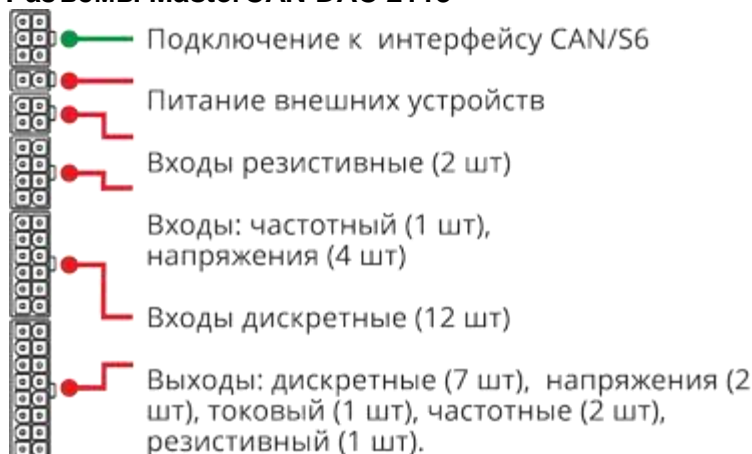 Подключение к интерфейсу CAN/S6
Питание внешних устройств
Входы резистивные (2 шт)
Входы: частотный (1 шт),
напряжения (4 шт)
Входы дискретные (12 шт)
Выходы: дискретные (7 шт), напряжения (2
шт), токовый (1 шт), частотные (2 шт),
резистивный (1 шт).